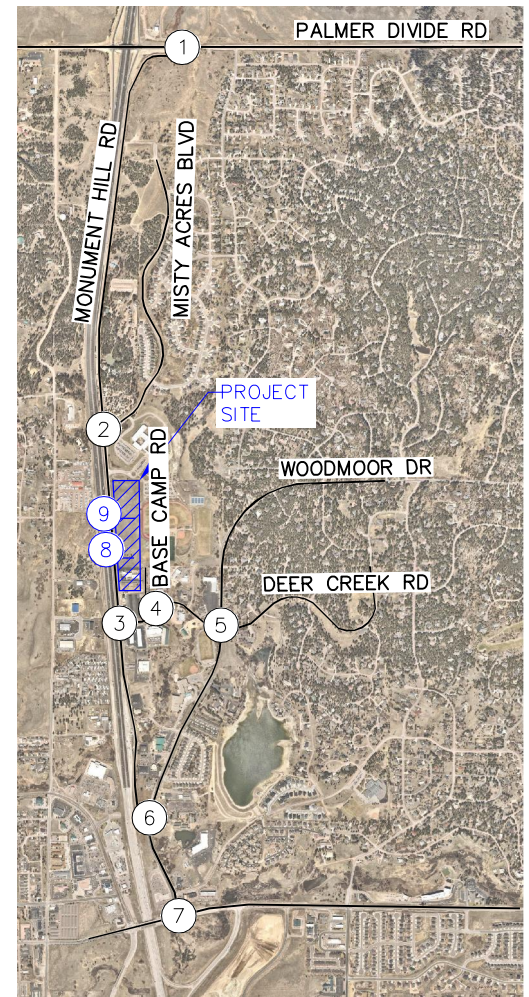 1
PALMER DIVIDE RD
MONUMENT HILL RD
MISTY ACRES BLVD
PROJECT
SITE
2
BASE CAMP RD
WOODMOOR DR
9
8
DEER CREEK RD
3
4
5
6
7